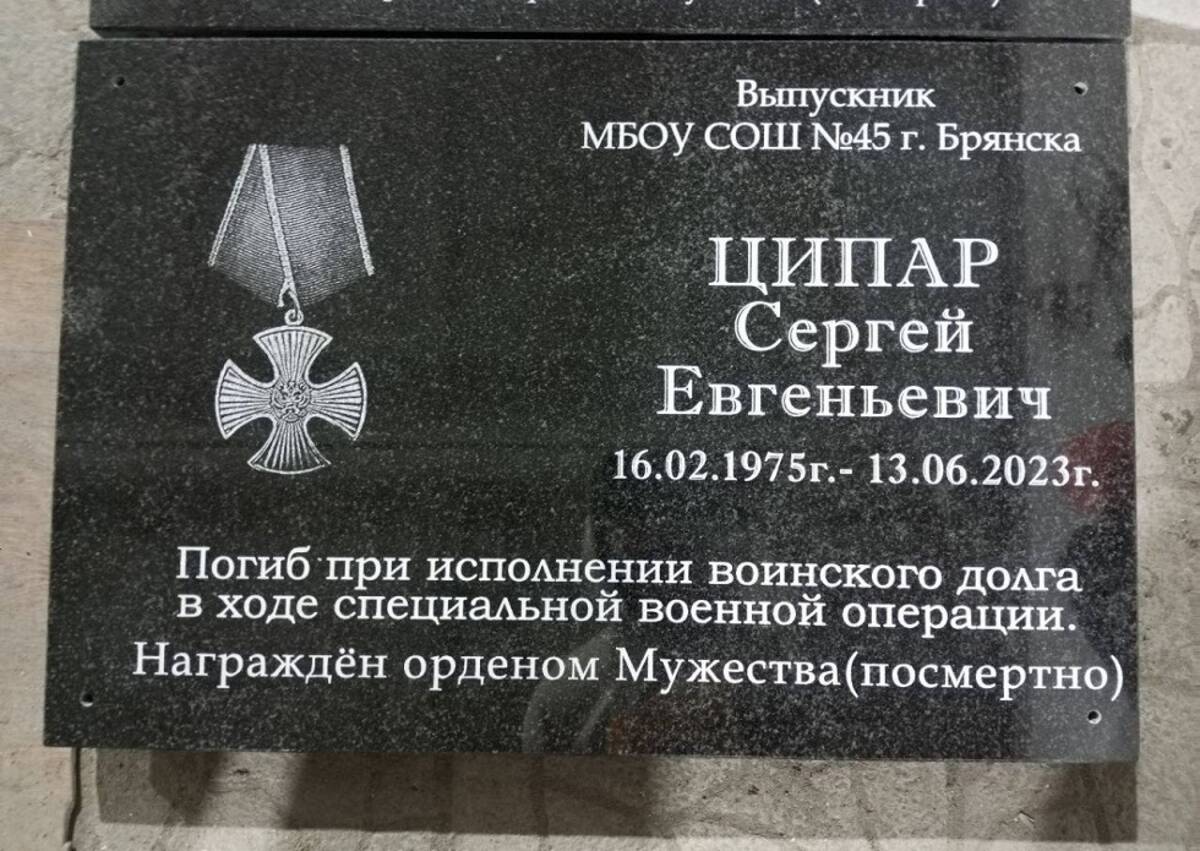 Выпускник
МБОУ СОШ №45 г. Брянска
ЦИПАР
Сергей
Евгеньевич
16.02.1975г.- 13.06.2023г.
Погиб при исполнении воинского долга
в ходе специальной военной операции.
Награждён орденом Мужества(посмертно)